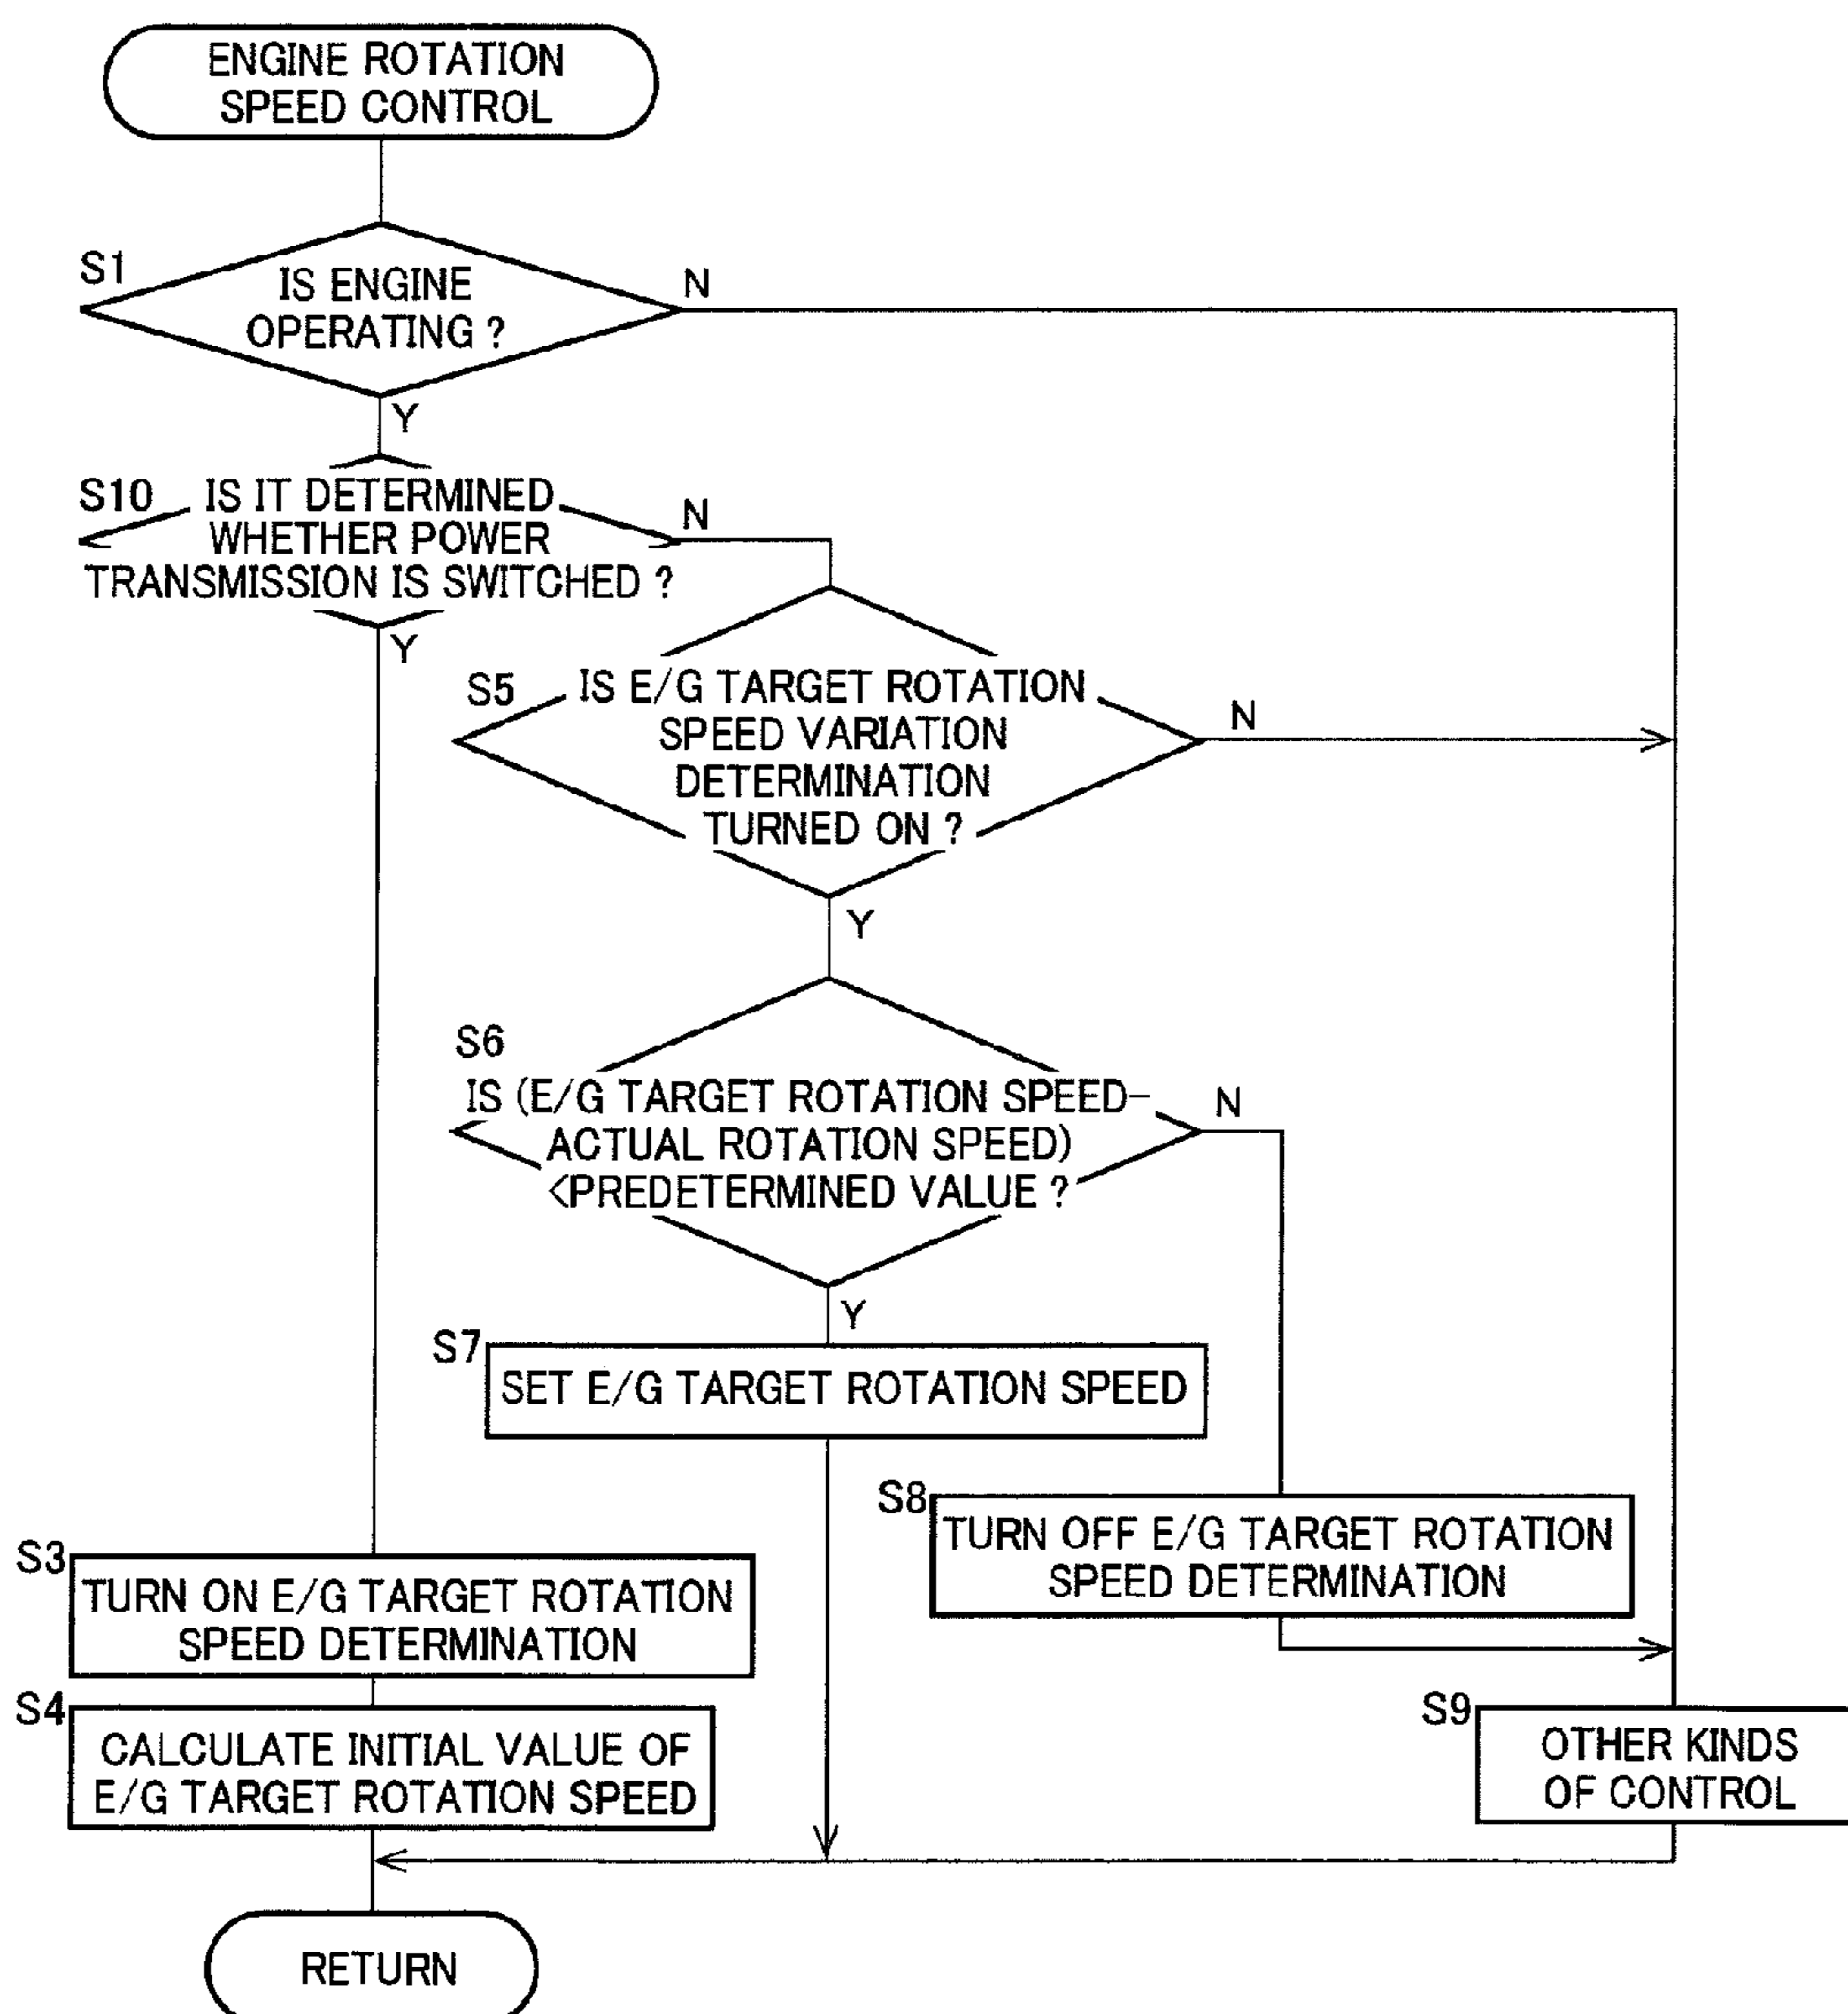 ENGINE ROTATION
SPEED CONTROL
S1
IS ENGINE
OPERATING ?
N
Y
S10
IS IT DETERMINED
WHETHER POWER
TRANSMISSION IS SWITCHED ?
N
Y
S5
IS E/G TARGET ROTATION
SPEED VARIATION
DETERMINATION
TURNED ON ?
N
Y
S6
IS (E/G TARGET ROTATION SPEED-
ACTUAL ROTATION SPEED)
<PREDETERMINED VALUE ?
N
Y
S7
SET E/G TARGET ROTATION SPEED
S8
TURN OFF E/G TARGET ROTATION
SPEED DETERMINATION
S3
TURN ON E/G TARGET ROTATION
SPEED DETERMINATION
S4
CALCULATE INITIAL VALUE OF
E/G TARGET ROTATION SPEED
S9
OTHER KINDS
OF CONTROL
RETURN